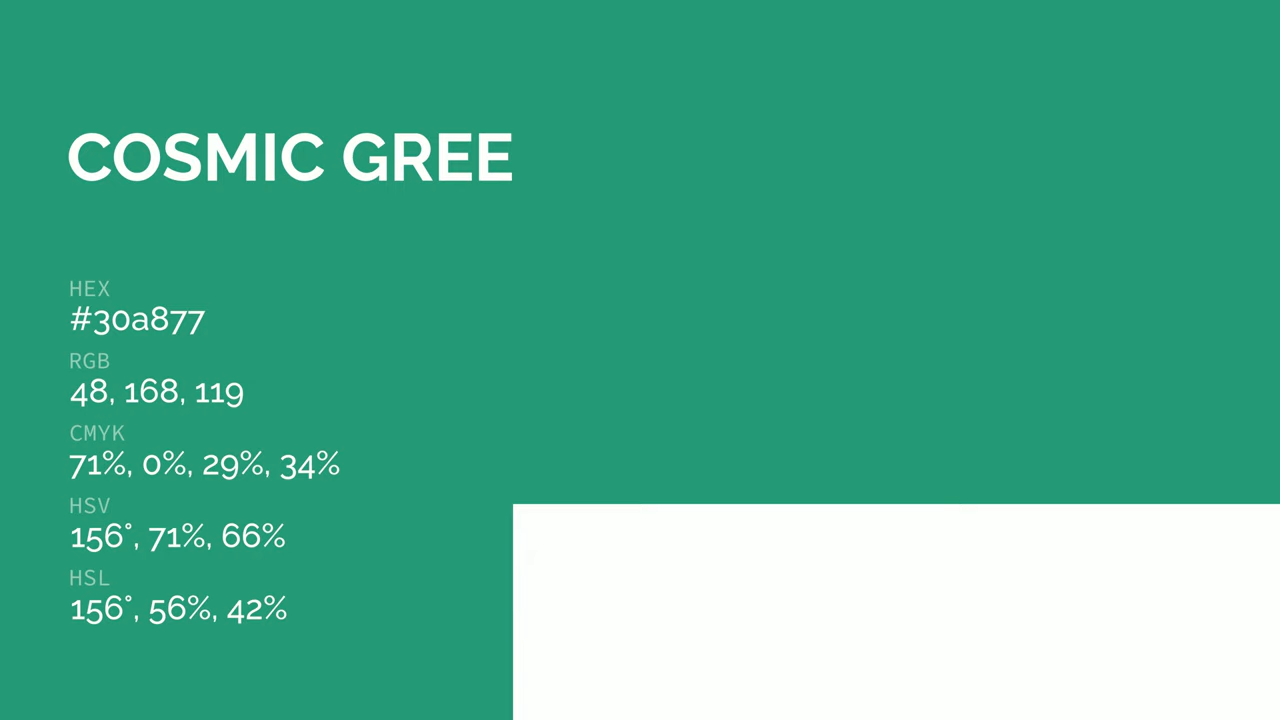 COSMIC GREE
HEX
#30a877
RGB
48, 168, 119
CMYK
71%, 0%, 29%, 34%
HSV
156°, 71%, 66%
HSL
156°, 56%, 42%